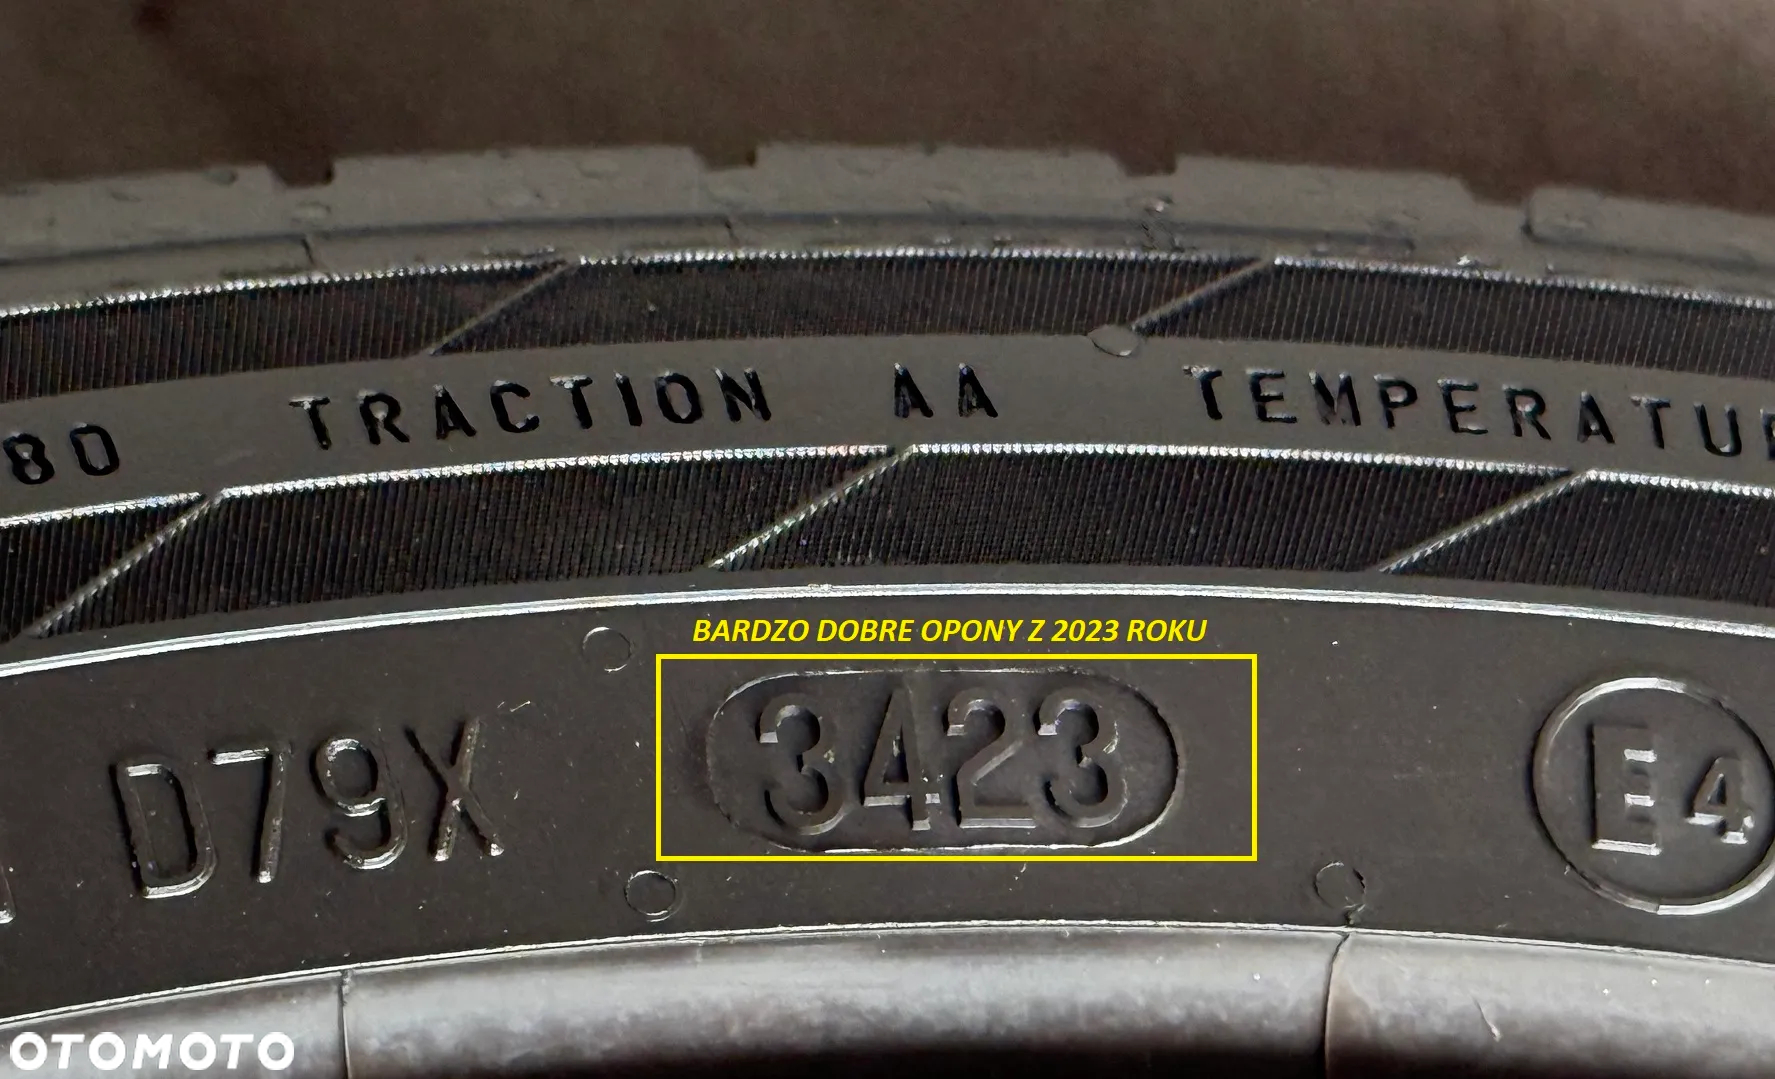 80 TRACTION AA TEMPERATU
BARDZO DOBRE OPONY Z 2023 ROKU
D79X 3423 E4
OTOMOTO